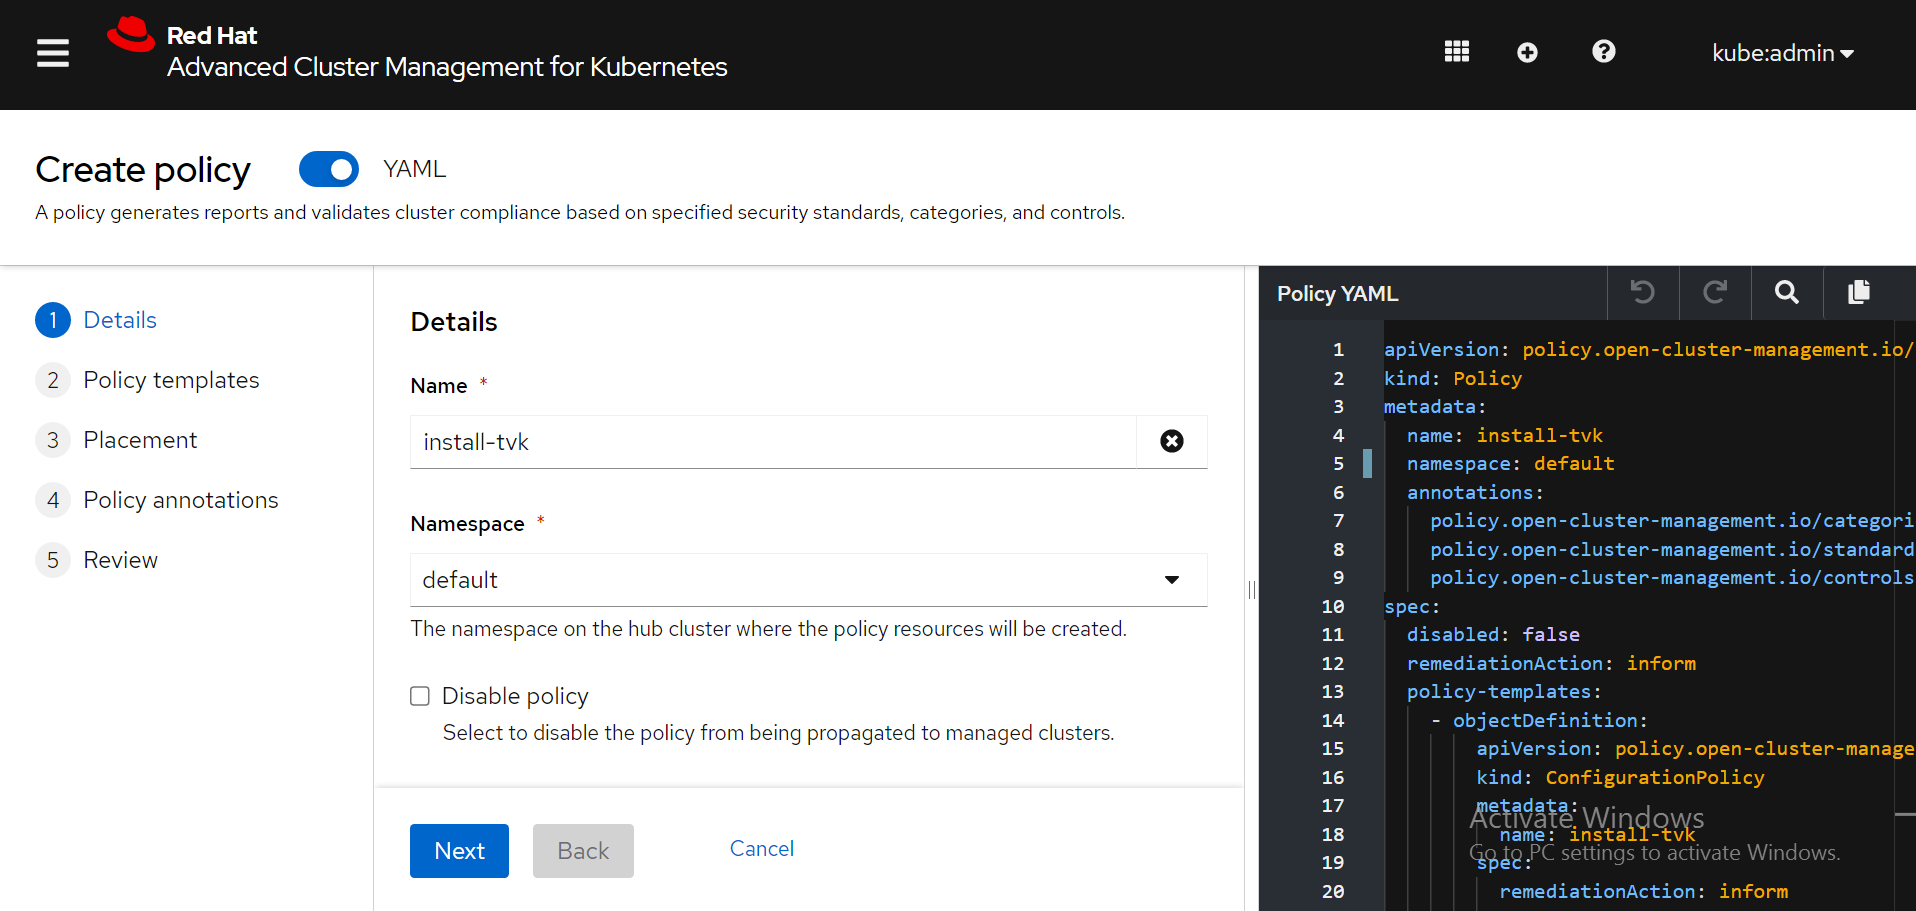 Red Hat
Advanced Cluster Management for Kubernetes
kube:admin
Create policy
YAML
A policy generates reports and validates cluster compliance based on specified security standards, categories, and controls.
1 Details
2 Policy templates
3 Placement
4 Policy annotations
5 Review
Details
Name *
install-tvk
Namespace *
default
The namespace on the hub cluster where the policy resources will be created.
Disable policy
Select to disable the policy from being propagated to managed clusters.
Next
Back
Cancel
Policy YAML
1 apiVersion: policy.open-cluster-management.io/
2 kind: Policy
3 metadata:
4 name: install-tvk
5 namespace: default
6 annotations:
7 policy.open-cluster-management.io/categori
8 policy.open-cluster-management.io/standard
9 policy.open-cluster-management.io/controls
10 spec:
11 disabled: false
12 remediationAction: inform
13 policy-templates:
14 - objectDefinition:
15 apiVersion: policy.open-cluster-manage
16 kind: ConfigurationPolicy
17 metadata:
18 name: install-tvk
19 spec:
20 remediationAction: inform
Activate Windows
Go to PC settings to activate Windows.